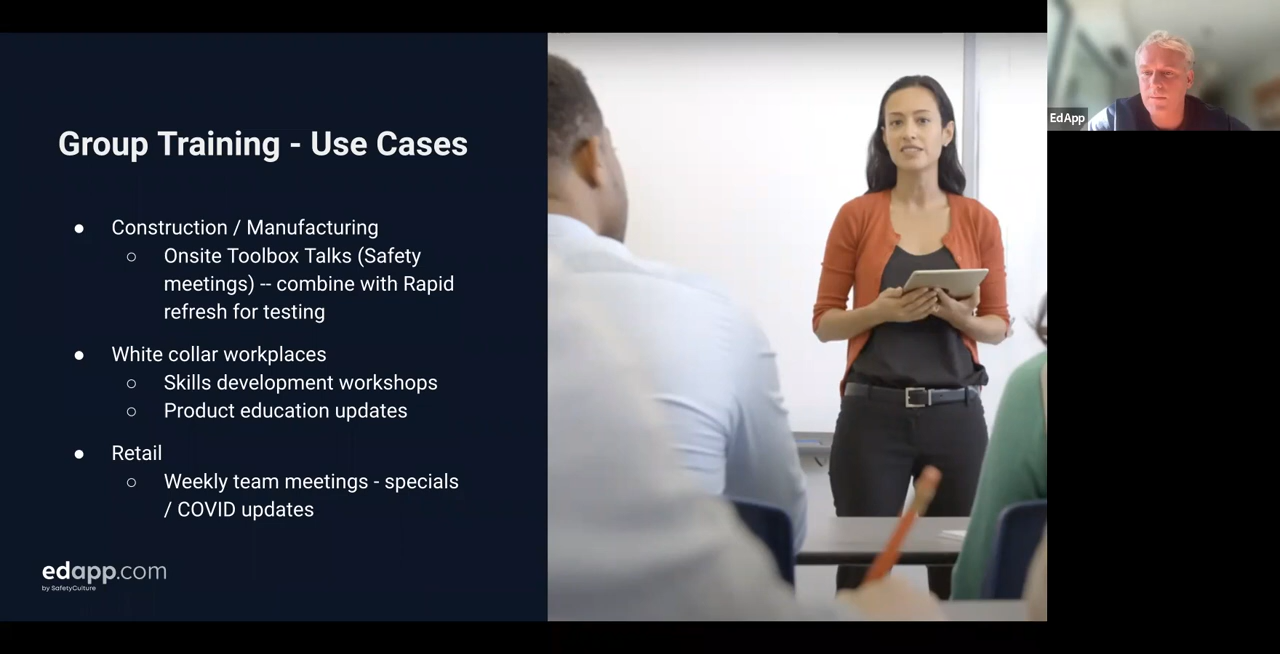 Group Training - Use Cases
● Construction / Manufacturing
○ Onsite Toolbox Talks (Safety
meetings) -- combine with Rapid
refresh for testing
● White collar workplaces
○ Skills development workshops
○ Product education updates
● Retail
○ Weekly team meetings - specials
/ COVID updates
edapp.com
by SafetyCulture
EdApp